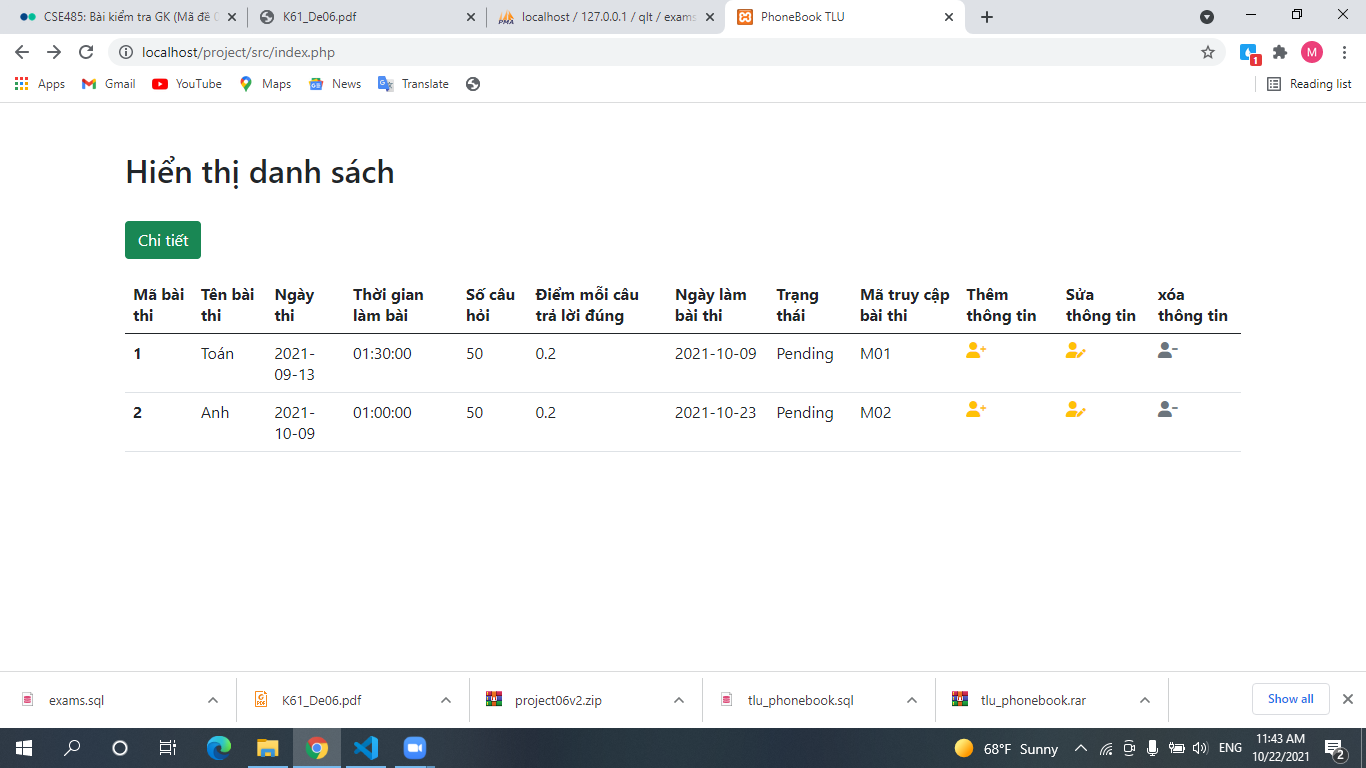 CSE485: Bài kiểm tra GK (Mã đề
K61_De06.pdf
localhost / 127.0.0.1 / qlt / exams
PhoneBook TLU
localhost/project/src/index.php
1
M
Apps
Gmail
YouTube
Maps
News
Translate
Reading list
Hiển thị danh sách
Chi tiết
Mã bài thi
Tên bài thi
Ngày thi
Thời gian làm bài
Số câu hỏi
Điểm mỗi câu trả lời đúng
Ngày làm bài thi
Trạng thái
Mã truy cập bài thi
Thêm thông tin
Sửa thông tin
xóa thông tin
1 Toán 2021-09-13 01:30:00 50 0.2 2021-10-09 Pending M01
2 Anh 2021-10-09 01:00:00 50 0.2 2021-10-23 Pending M02
exams.sql
K61_De06.pdf
project06v2.zip
tlu_phonebook.sql
tlu_phonebook.rar
Show all
68°F Sunny
ENG
11:43 AM
10/22/2021
2